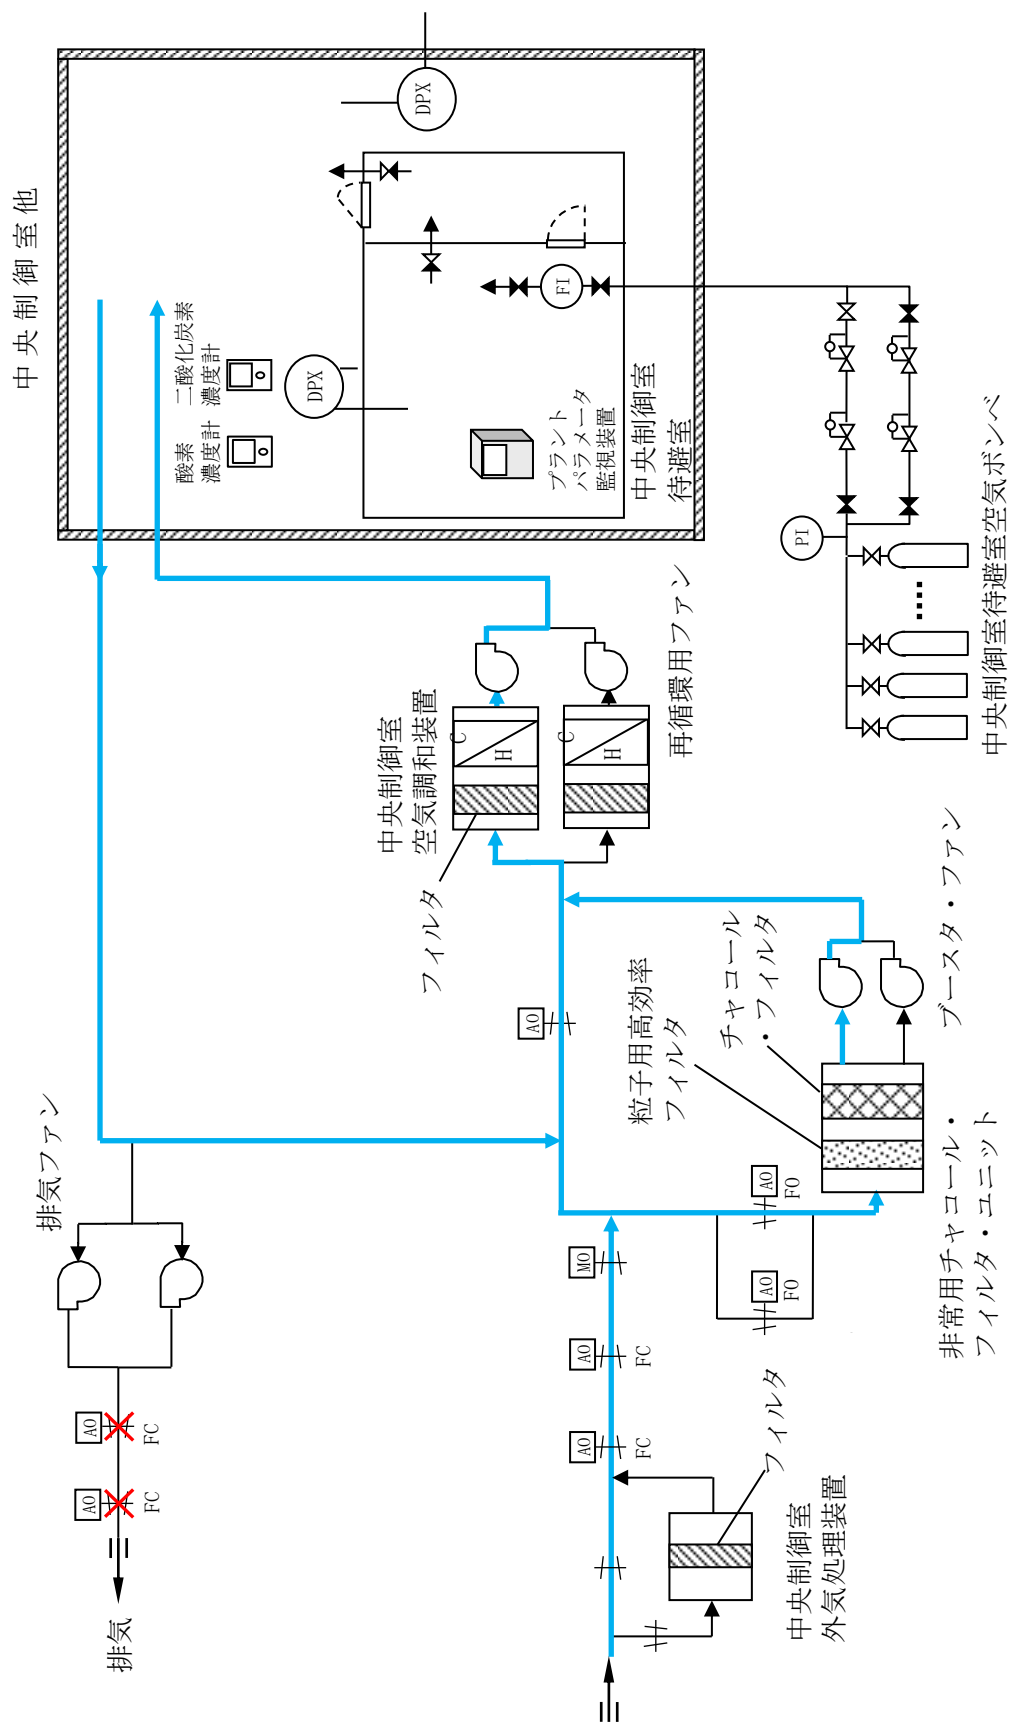 中央制御室他
DPX
二酸化炭素
濃度計
酸素
濃度計
DPX
FI
プラント
パラメータ
監視装置
中央制御室
待避室
PI
中央制御室待避室空気ボンベ
中央制御室
空気調和装置
C
H
C
H
再循環用ファン
フィルタ
AO
粒子用高効率
フィルタ
チャコール
・フィルタ
ブースタ・ファン
非常用チャコール・
フィルタ・ユニット
AO
FO
AO
FO
MO
AO
FC
AO
FC
フィルタ
中央制御室
外気処理装置
排気ファン
AO
FC
AO
FC
排気